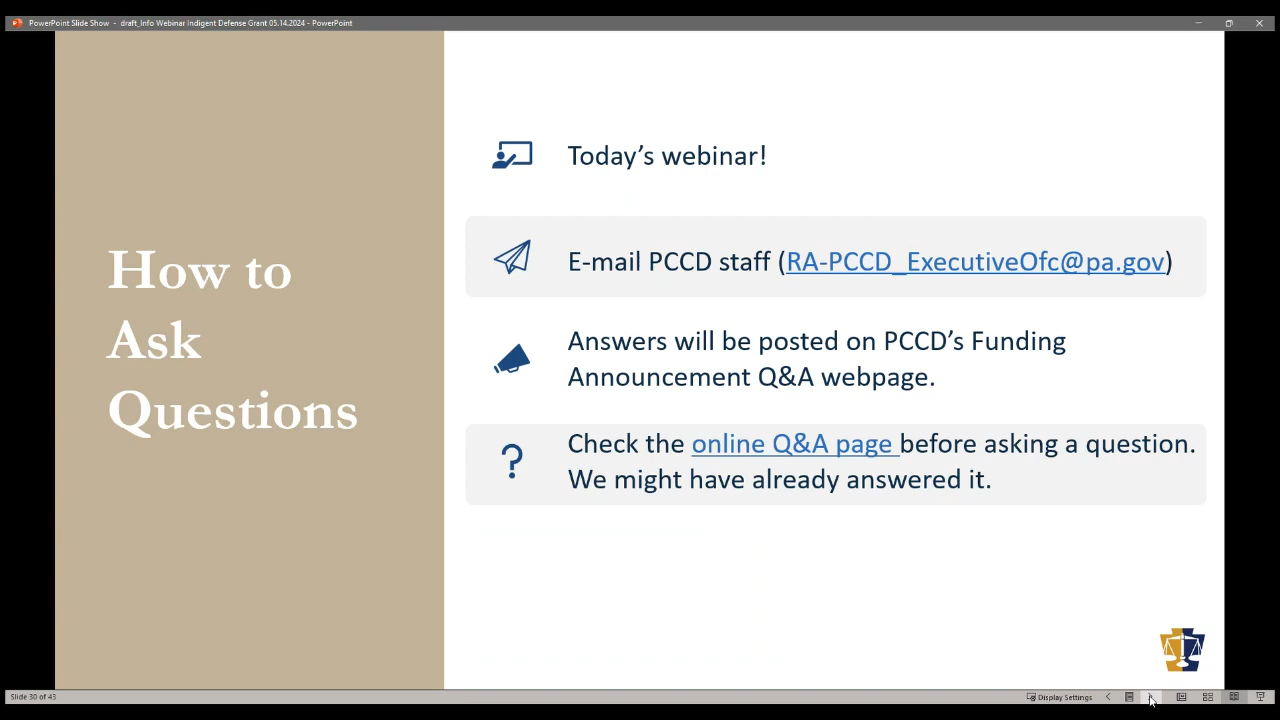 PowerPoint Slide Show - draft_Info Webinar Indigent Defense Grant 05.14.2024 - PowerPoint
How to
Ask
Questions
Today's webinar!
E-mail PCCD staff (RA-PCCD_ExecutiveOfc@pa.gov)
Answers will be posted on PCCD's Funding
Announcement Q&A webpage.
?
Check the online Q&A page before asking a question.
We might have already answered it.
Slide 30 of 43
Display Settings